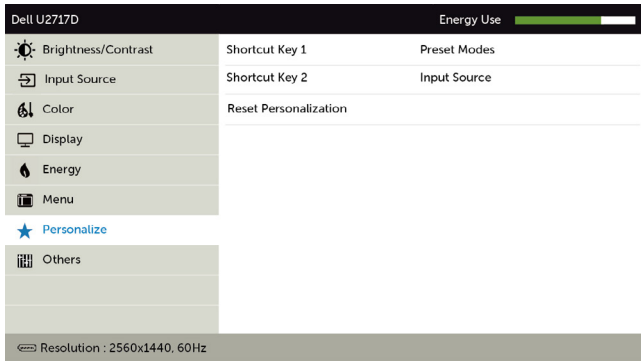 Dell U2717D Energy Use
Brightness/Contrast Shortcut Key 1 Preset Modes
Input Source Shortcut Key 2 Input Source
Color Reset Personalization
Display
Energy
Menu
Personalize
Others
Resolution : 2560x1440, 60Hz